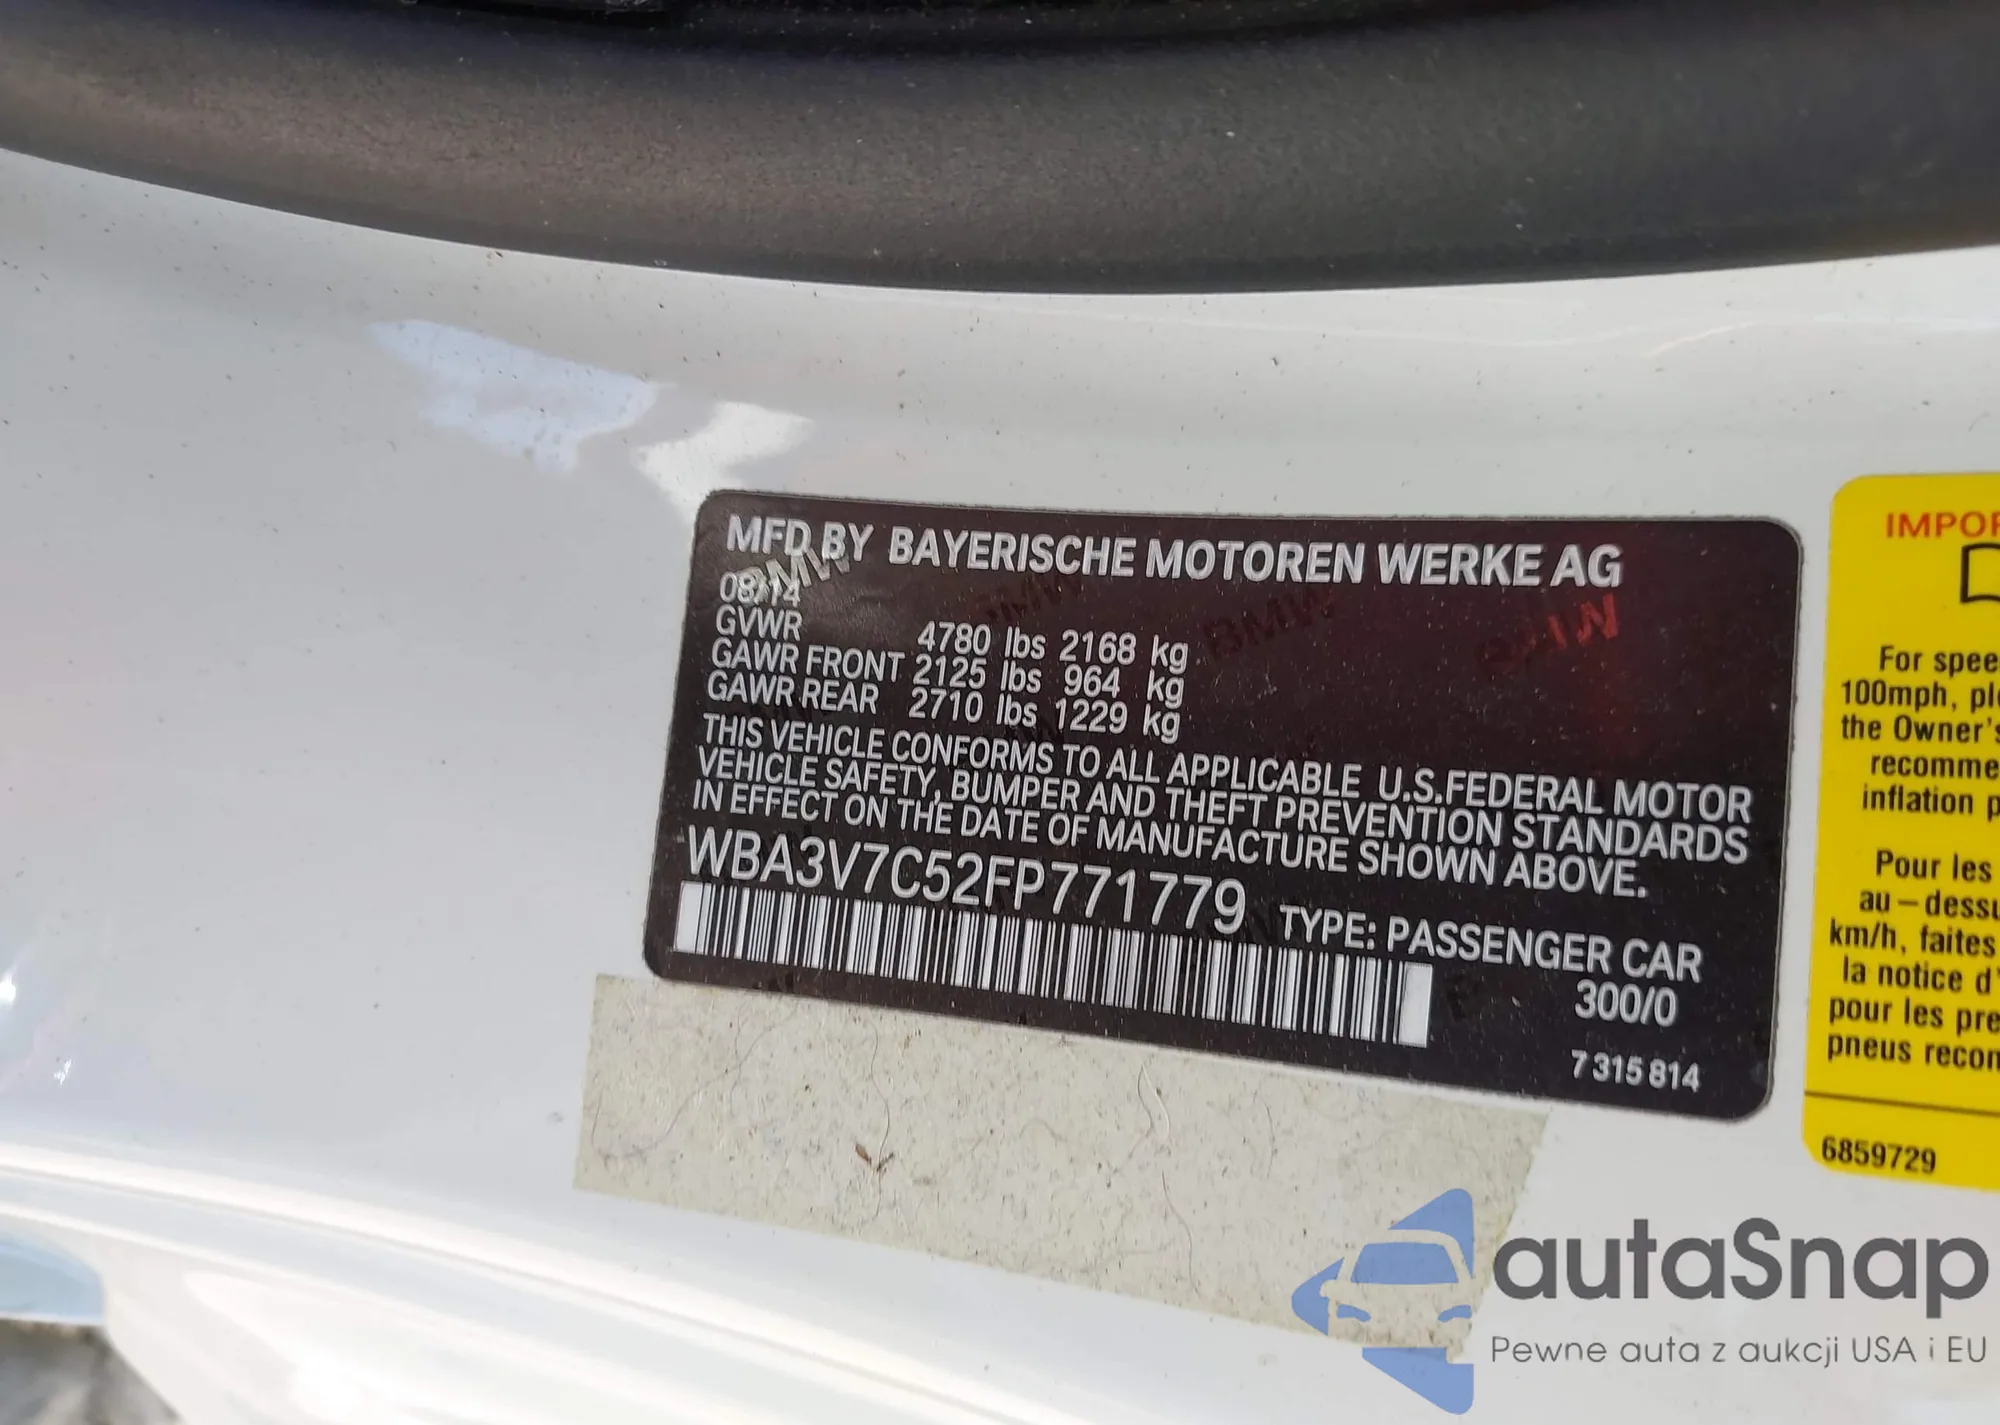 MFD BY BAYERISCHE MOTOREN WERKE AG
08/14
GVWR 4780 lbs 2168 kg
GAWR FRONT 2125 lbs 964 kg
GAWR REAR 2710 lbs 1229 kg
THIS VEHICLE CONFORMS TO ALL APPLICABLE U.S.FEDERAL MOTOR
VEHICLE SAFETY, BUMPER AND THEFT PREVENTION STANDARDS
IN EFFECT ON THE DATE OF MANUFACTURE SHOWN ABOVE.
WBA3V7C52FP771779 TYPE: PASSENGER CAR
300/0
7 315 814
IMPOR
For spee
100mph, ple
the Owner's
recomme
inflation p
Pour les
au-dessu
km/h, faites
la notice d'
pour les pre
pneus recom
6859729
autaSnap
Pewne auta z aukcji USA i EU